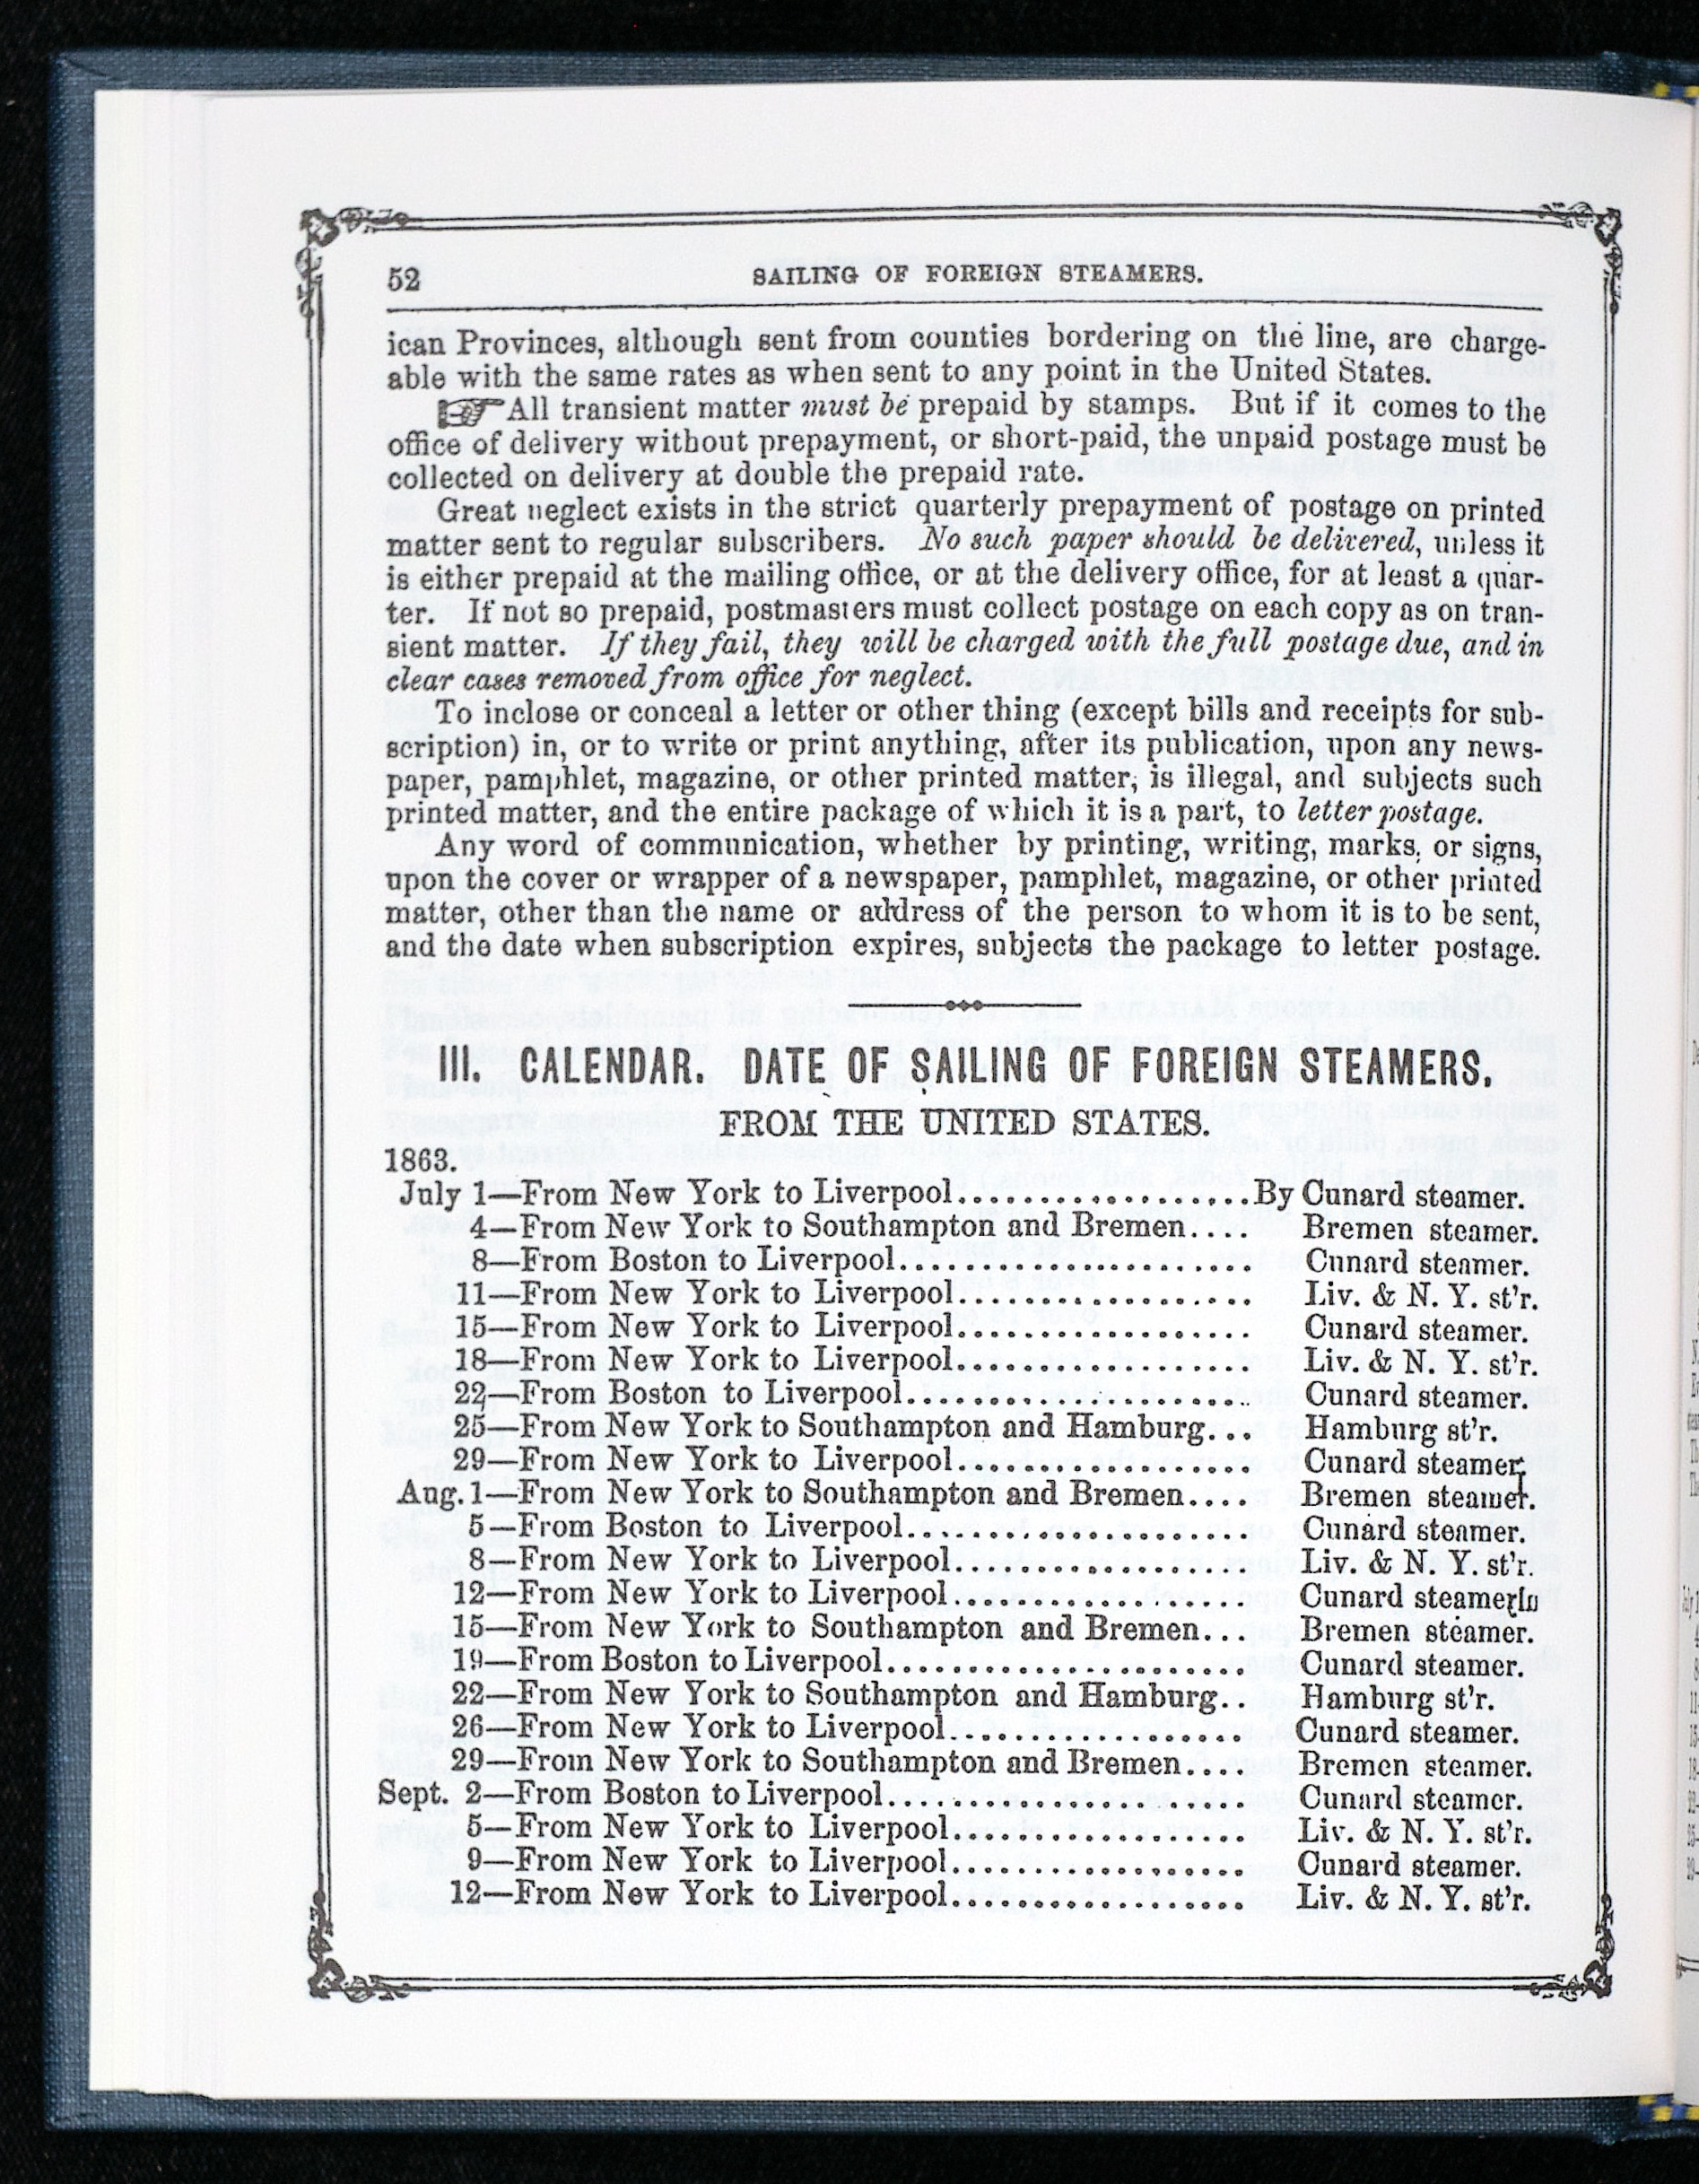 52 SAILING OF FOREIGN STEAMERS.
ican Provinces, although sent from counties bordering on the line, are charge-
able with the same rates as when sent to any point in the United States.
☞All transient matter must be prepaid by stamps. But if it comes to the
office of delivery without prepayment, or short-paid, the unpaid postage must be
collected on delivery at double the prepaid rate.
Great neglect exists in the strict quarterly prepayment of postage on printed
matter sent to regular subscribers. No such paper should be delivered, unless it
is either prepaid at the mailing office, or at the delivery office, for at least a quar-
ter. If not so prepaid, postmasters must collect postage on each copy as on tran-
sient matter. If they fail, they will be charged with the full postage due, and in
clear cases removed from office for neglect.
To inclose or conceal a letter or other thing (except bills and receipts for sub-
scription) in, or to write or print anything, after its publication, upon any news-
paper, pamphlet, magazine, or other printed matter, is illegal, and subjects such
printed matter, and the entire package of which it is a part, to letter postage.
Any word of communication, whether by printing, writing, marks, or signs,
upon the cover or wrapper of a newspaper, pamphlet, magazine, or other printed
matter, other than the name or address of the person to whom it is to be sent,
and the date when subscription expires, subjects the package to letter postage.
III. CALENDAR. DATE OF SAILING OF FOREIGN STEAMERS.
FROM THE UNITED STATES.
1863.
July 1—From New York to Liverpool...................By Cunard steamer.
4—From New York to Southampton and Bremen.... Bremen steamer.
8—From Boston to Liverpool....................... Cunard steamer.
11—From New York to Liverpool................... Liv. & N. Y. st'r.
15—From New York to Liverpool................... Cunard steamer.
18—From New York to Liverpool................... Liv. & N. Y. st'r.
22—From Boston to Liverpool....................... Cunard steamer.
25—From New York to Southampton and Hamburg... Hamburg st'r.
29—From New York to Liverpool................... Cunard steamer.
Aug. 1—From New York to Southampton and Bremen.... Bremen steamer.
5—From Boston to Liverpool....................... Cunard steamer.
8—From New York to Liverpool................... Liv. & N. Y. st'r.
12—From New York to Liverpool................... Cunard steamer
15—From New York to Southampton and Bremen... Bremen steamer.
19—From Boston to Liverpool....................... Cunard steamer.
22—From New York to Southampton and Hamburg.. Hamburg st'r.
26—From New York to Liverpool................... Cunard steamer.
29—From New York to Southampton and Bremen.... Bremen steamer.
Sept. 2—From Boston to Liverpool....................... Cunard steamer.
5—From New York to Liverpool................... Liv. & N. Y. st'r.
9—From New York to Liverpool................... Cunard steamer.
12—From New York to Liverpool................... Liv. & N. Y. st'r.